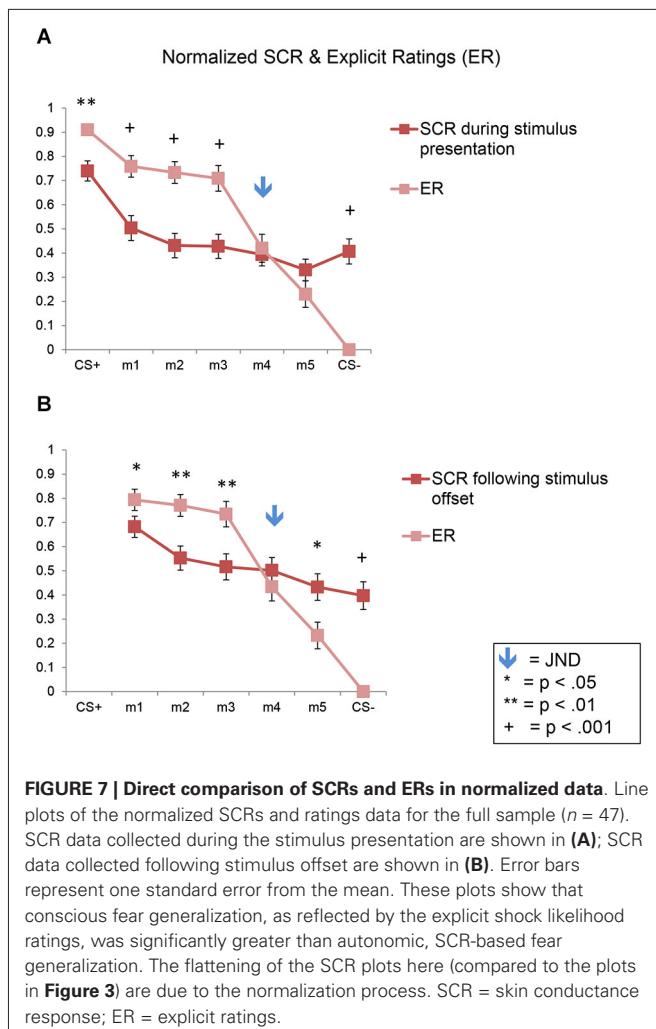 A
Normalized SCR & Explicit Ratings (ER)
1
0.9
0.8
0.7
0.6
0.5
0.4
0.3
0.2
0.1
0
**
+
+
+
+
SCR during stimulus
presentation
ER
CS+ m1 m2 m3 m4 m5 CS-
B
1
0.9
0.8
0.7
0.6
0.5
0.4
0.3
0.2
0.1
0
*
**
**
*
+
SCR following stimulus
offset
ER
CS+ m1 m2 m3 m4 m5 CS-
= JND
* = p < .05
** = p < .01
+ = p < .001
FIGURE 7 | Direct comparison of SCRs and ERs in normalized data. Line
plots of the normalized SCRs and ratings data for the full sample (n = 47).
SCR data collected during the stimulus presentation are shown in (A); SCR
data collected following stimulus offset are shown in (B). Error bars
represent one standard error from the mean. These plots show that
conscious fear generalization, as reflected by the explicit shock likelihood
ratings, was significantly greater than autonomic, SCR-based fear
generalization. The flattening of the SCR plots here (compared to the plots
in Figure 3) are due to the normalization process. SCR = skin conductance
response; ER = explicit ratings.